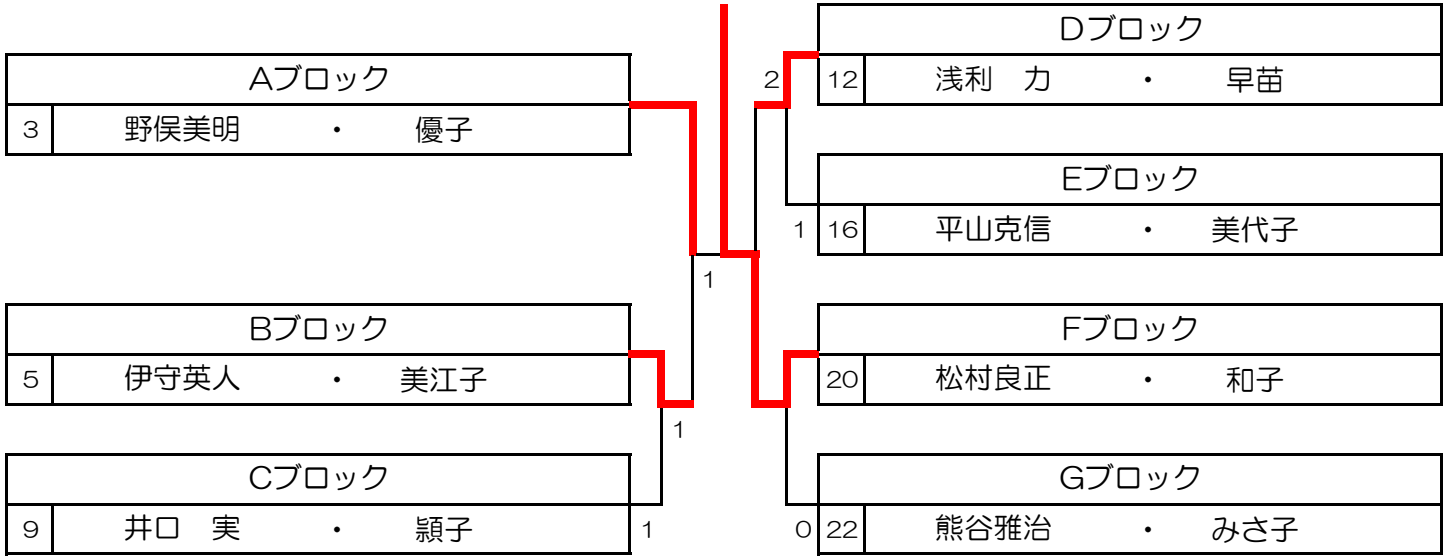 Aブロック
3 野俣美明 ・ 優子
1
Bブロック
5 伊守英人 ・ 美江子
1
Cブロック
9 井口 実 ・ 顕子
1
Dブロック
2
12 浅利 力 ・ 早苗
Eブロック
1
16 平山克信 ・ 美代子
Fブロック
20 松村良正 ・ 和子
Gブロック
0
22 熊谷雅治 ・ みさ子